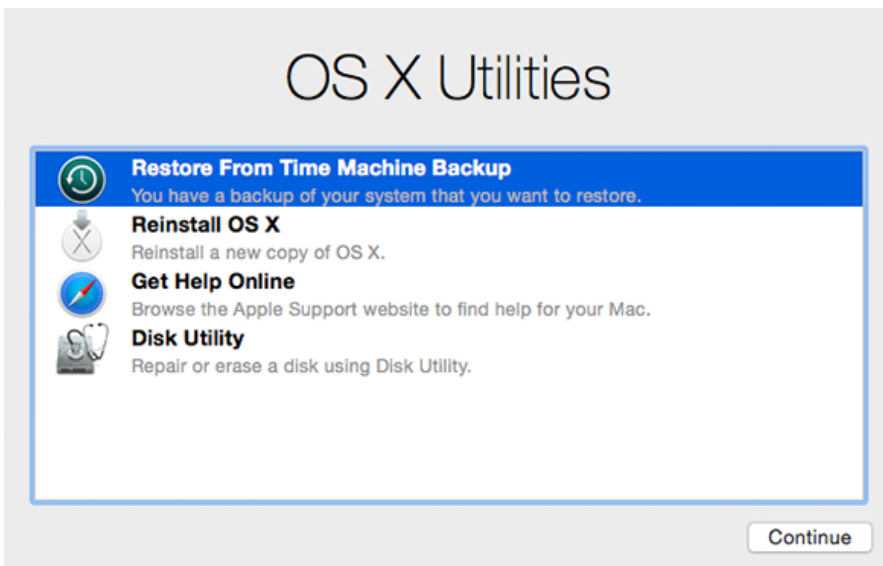 OS X Utilities
Restore From Time Machine Backup
You have a backup of your system that you want to restore.
Reinstall OS X
Reinstall a new copy of OS X.
Get Help Online
Browse the Apple Support website to find help for your Mac.
Disk Utility
Repair or erase a disk using Disk Utility.
Continue